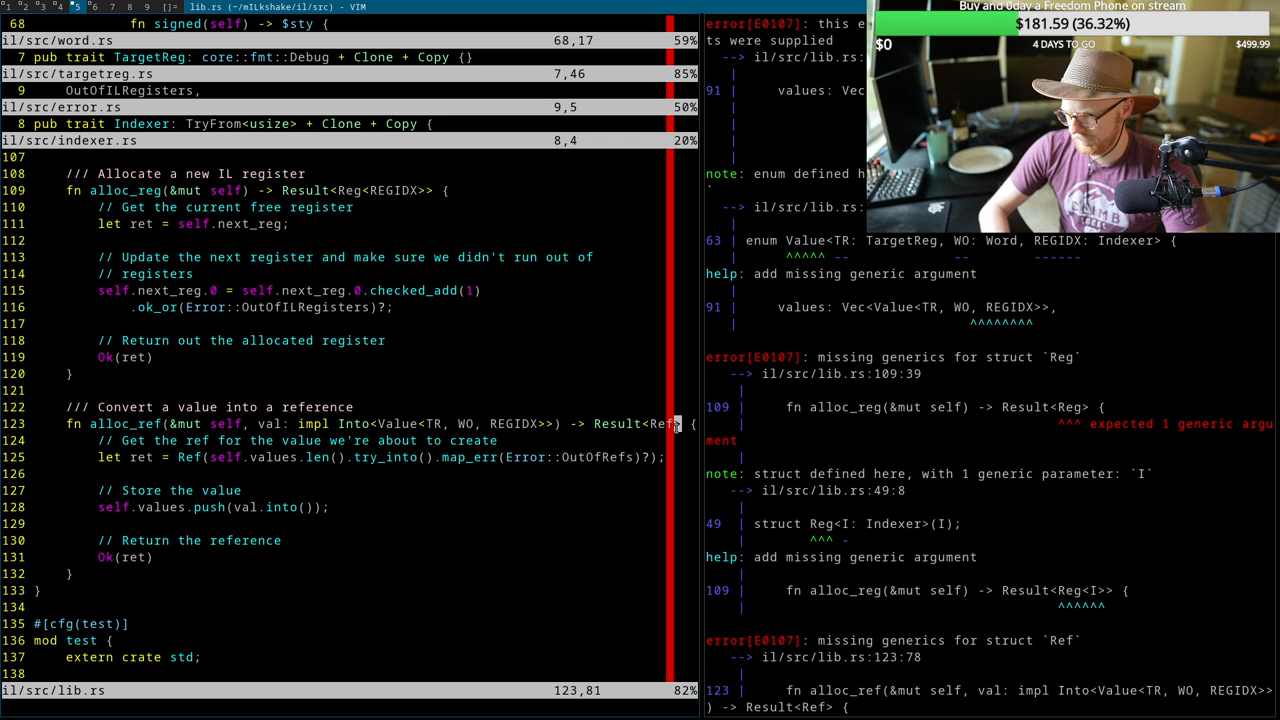 1 2 3 4 5 6 7 8 9 []= lib.rs (~/mILkshake/il/src) - VIM
68 fn signed(self) -> $sty {
il/src/word.rs 68,17 59%
7 pub trait TargetReg: core::fmt::Debug + Clone + Copy {}
il/src/targetreg.rs 7,46 85%
9 OutOfILRegisters,
il/src/error.rs 9,5 50%
8 pub trait Indexer: TryFrom<usize> + Clone + Copy {
il/src/indexer.rs 8,4 20%
107
108 /// Allocate a new IL register
109 fn alloc_reg(&mut self) -> Result<Reg<REGIDX>> {
110 // Get the current free register
111 let ret = self.next_reg;
112
113 // Update the next register and make sure we didn't run out of
114 // registers
115 self.next_reg.0 = self.next_reg.0.checked_add(1)
116 .ok_or(Error::OutOfILRegisters)?;
117
118 // Return out the allocated register
119 Ok(ret)
120 }
121
122 /// Convert a value into a reference
123 fn alloc_ref(&mut self, val: impl Into<Value<TR, WO, REGIDX>>) -> Result<Ref> {
124 // Get the ref for the value we're about to create
125 let ret = Ref(self.values.len().try_into().map_err(Error::OutOfRefs)?);
126
127 // Store the value
128 self.values.push(val.into());
129
130 // Return the reference
131 Ok(ret)
132 }
133 }
134
135 #[cfg(test)]
136 mod test {
137 extern crate std;
138
il/src/lib.rs 123,81 82%
error[E0107]: this e
ts were supplied
--> il/src/lib.rs:
|
91 | values: Vec
|
|
|
|
note: enum defined h
`
--> il/src/lib.rs:
|
63 | enum Value<TR: TargetReg, WO: Word, REGIDX: Indexer> {
| ^^^^^ -- -- ------
help: add missing generic argument
|
91 | values: Vec<Value<TR, WO, REGIDX>>,
| ^^^^^^^^
error[E0107]: missing generics for struct `Reg`
--> il/src/lib.rs:109:39
|
109 | fn alloc_reg(&mut self) -> Result<Reg> {
| ^^^ expected 1 generic argu
ment
|
note: struct defined here, with 1 generic parameter: `I`
--> il/src/lib.rs:49:8
|
49 | struct Reg<I: Indexer>(I);
| ^^^ -
help: add missing generic argument
|
109 | fn alloc_reg(&mut self) -> Result<Reg<I>> {
| ^^^^^^
error[E0107]: missing generics for struct `Ref`
--> il/src/lib.rs:123:78
|
123 | fn alloc_ref(&mut self, val: impl Into<Value<TR, WO, REGIDX>>
) -> Result<Ref> {
Buy and 0day a Freedom Phone on stream
$181.59 (36.32%)
$0 4 DAYS TO GO $499.99
CLIMB